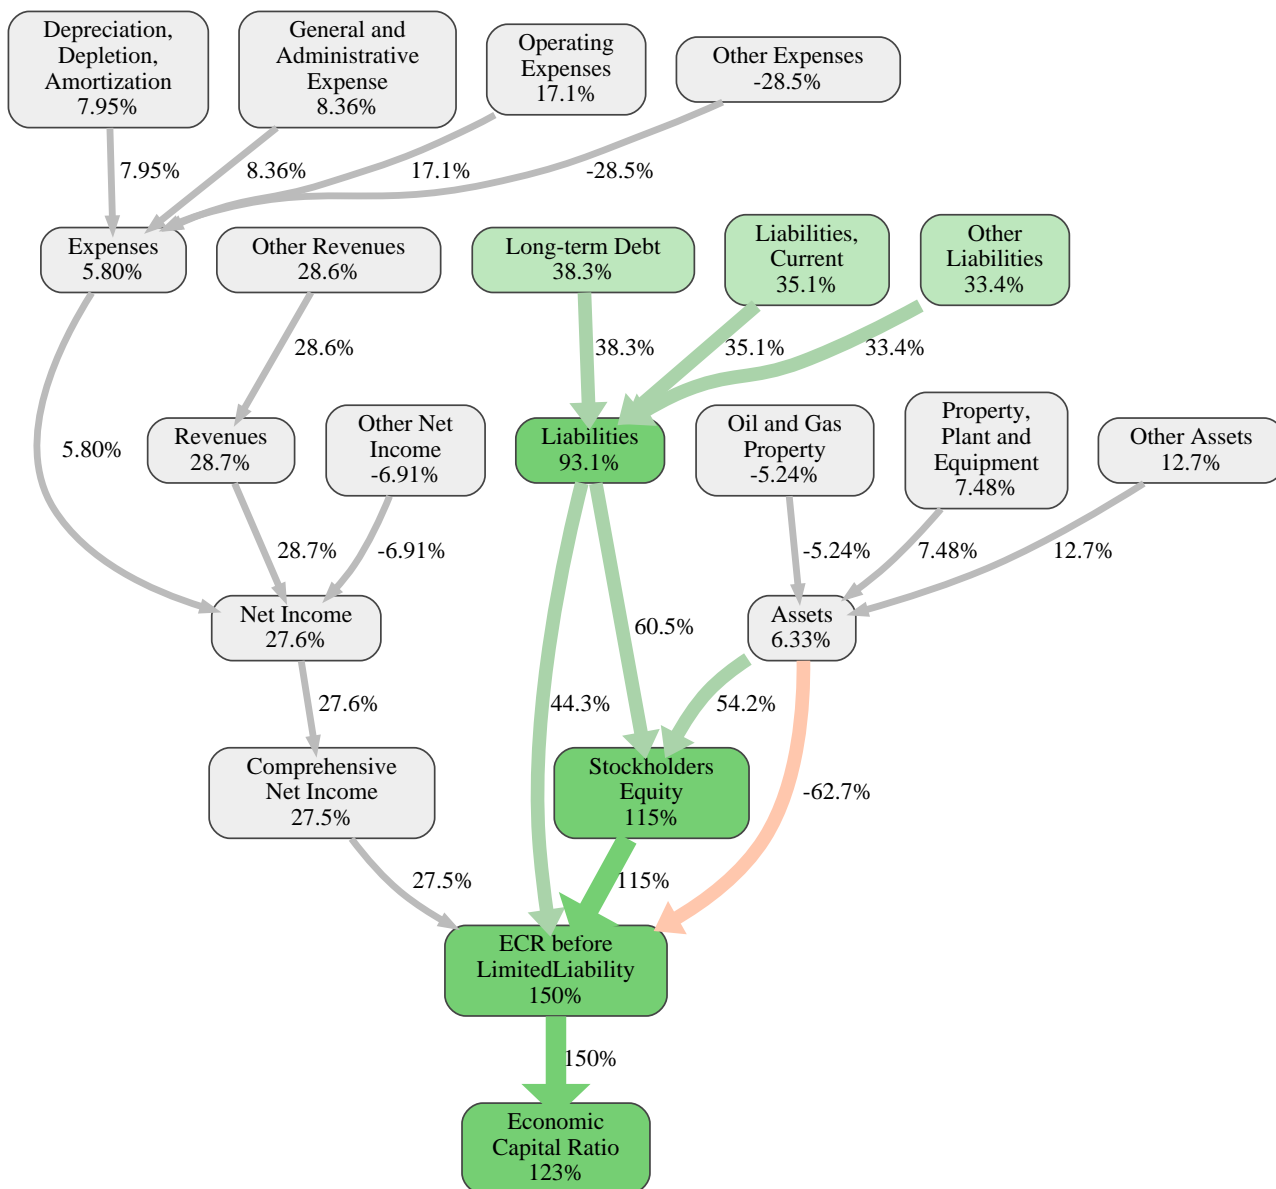 Depreciation,
Depletion,
Amortization
7.95%
General and
Administrative
Expense
8.36%
Operating
Expenses
17.1%
Other Expenses
-28.5%
7.95%
8.36%
17.1%
-28.5%
Expenses
5.80%
Other Revenues
28.6%
Long-term Debt
38.3%
Liabilities,
Current
35.1%
Other
Liabilities
33.4%
28.6%
38.3%
35.1%
33.4%
5.80%
Revenues
28.7%
Other Net
Income
-6.91%
Liabilities
93.1%
Oil and Gas
Property
-5.24%
Property,
Plant and
Equipment
7.48%
Other Assets
12.7%
28.7%
-6.91%
-5.24%
7.48%
12.7%
Net Income
27.6%
60.5%
Assets
6.33%
27.6%
44.3%
54.2%
-62.7%
Comprehensive
Net Income
27.5%
Stockholders
Equity
115%
27.5%
115%
ECR before
LimitedLiability
150%
150%
Economic
Capital Ratio
123%